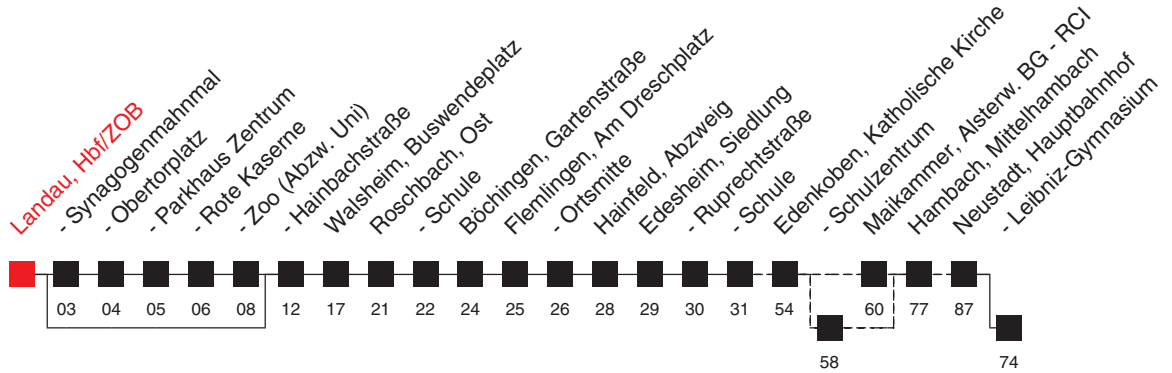 Landau, Hbf/ZOB
- Synagogenmahnmal
- Obertorplatz
- Parkhaus Zentrum
- Rote Kaserne
- Zoo (Abzw. Uni)
- Hainbachstraße
Walsheim, Buswendeplatz
Roschbach, Ost
- Schule
Böchingen, Gartenstraße
Flemlingen, Am Dreschplatz
- Ortsmitte
Hainfeld, Abzweig
Edesheim, Siedlung
- Ruprechtstraße
- Schule
Edenkoben, Katholische Kirche
- Schulzentrum
Maikammer, Alsterw. BG - RCI
Hambach, Mittelhambach
Neustadt, Hauptbahnhof
- Leibniz-Gymnasium
03 04 05 06 08 12 17 21 22 24 25 26 28 29 30 31 54 60 77 87
58 74